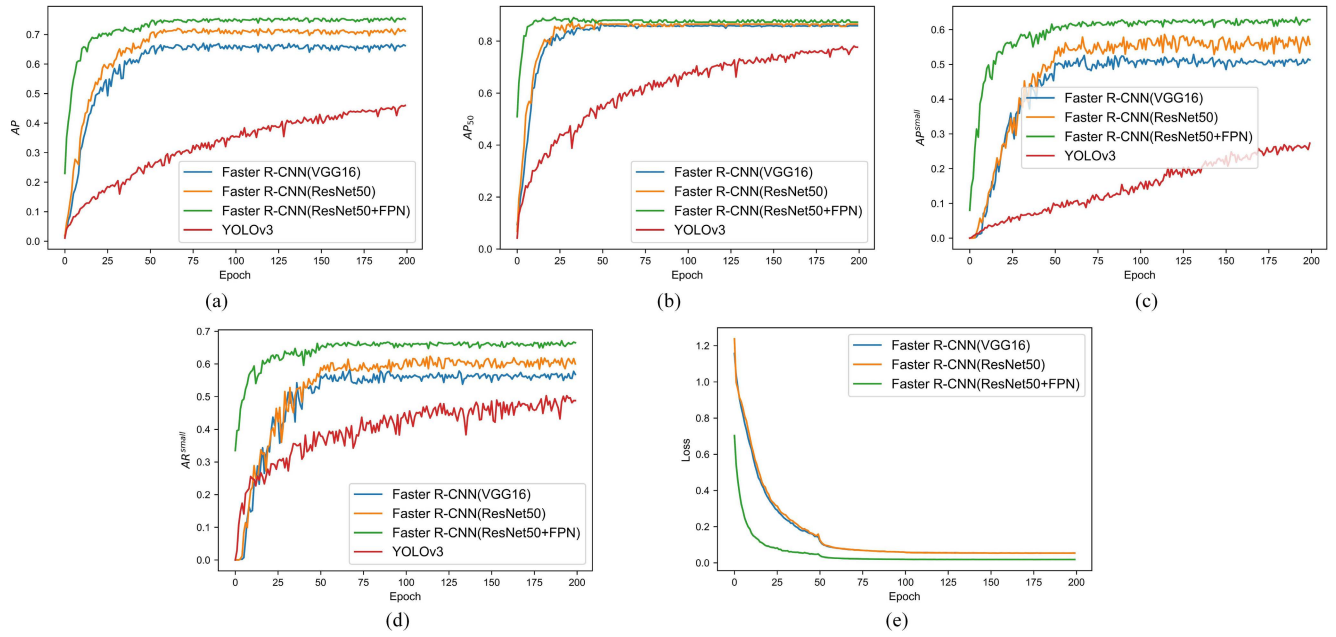 AP
0.7
0.6
0.5
0.4
0.3
0.2
0.1
0.0
Faster R-CNN(VGG16)
Faster R-CNN(ResNet50)
Faster R-CNN(ResNet50+FPN)
YOLOv3
0 25 50 75 100 125 150 175 200
Epoch
(a)
AP50
0.8
0.6
0.4
0.2
0.0
Faster R-CNN(VGG16)
Faster R-CNN(ResNet50)
Faster R-CNN(ResNet50+FPN)
YOLOv3
0 25 50 75 100 125 150 175 200
Epoch
(b)
APsmall
0.6
0.5
0.4
0.3
0.2
0.1
0.0
Faster R-CNN(VGG16)
Faster R-CNN(ResNet50)
Faster R-CNN(ResNet50+FPN)
YOLOv3
0 25 50 75 100 125 150 175 200
Epoch
(c)
ARsmall
0.7
0.6
0.5
0.4
0.3
0.2
0.1
0.0
Faster R-CNN(VGG16)
Faster R-CNN(ResNet50)
Faster R-CNN(ResNet50+FPN)
YOLOv3
0 25 50 75 100 125 150 175 200
Epoch
(d)
Loss
1.2
1.0
0.8
0.6
0.4
0.2
0.0
Faster R-CNN(VGG16)
Faster R-CNN(ResNet50)
Faster R-CNN(ResNet50+FPN)
0 25 50 75 100 125 150 175 200
Epoch
(e)